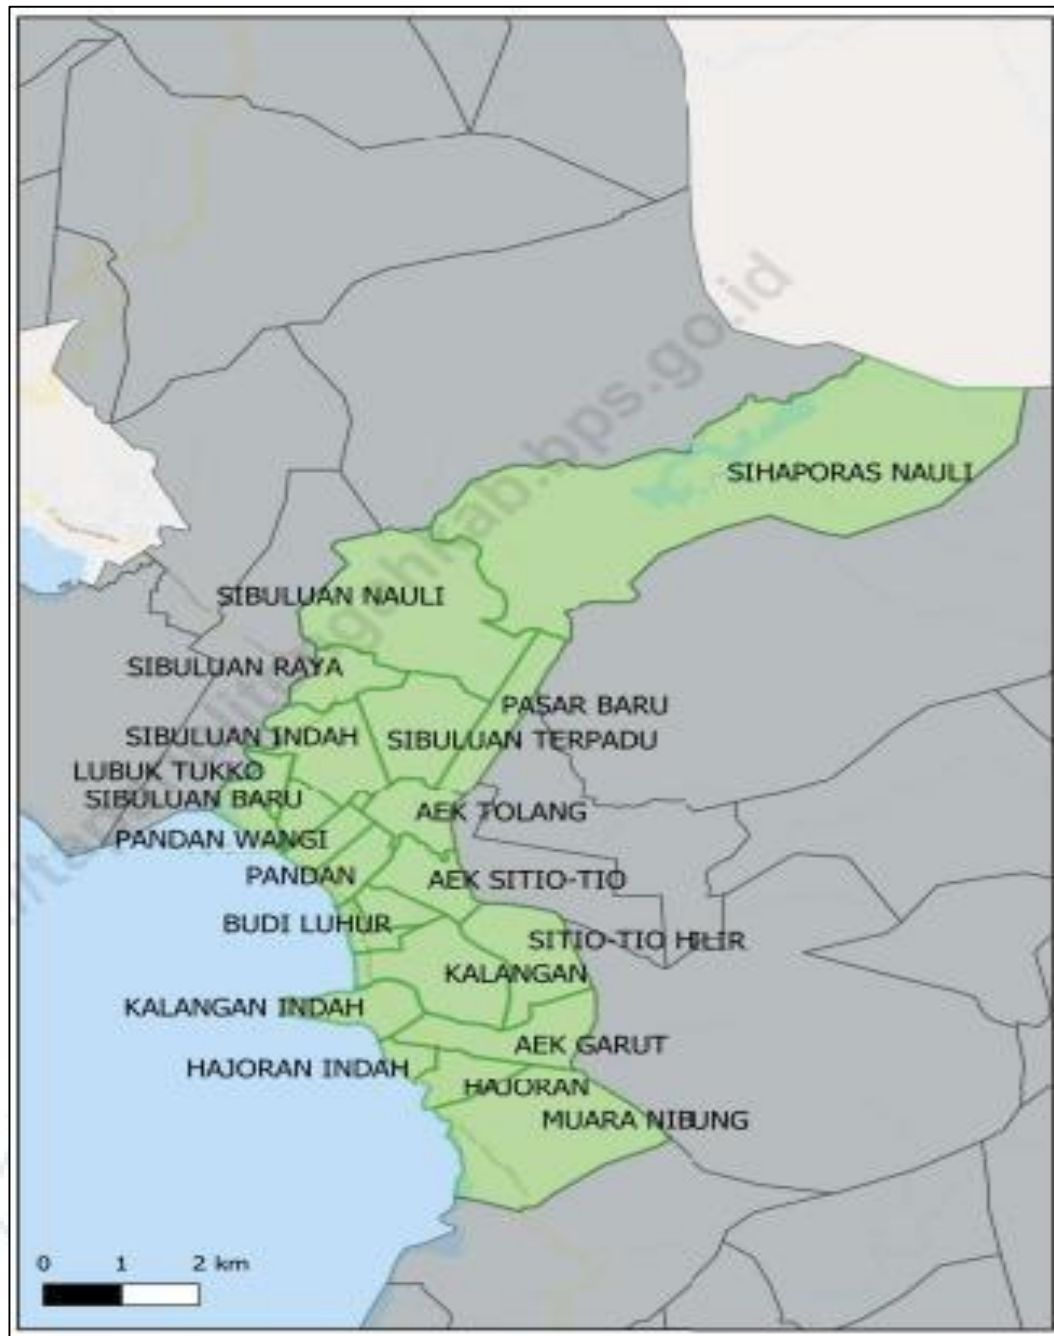 SIHAPORAS NAULI
SIBULUAN NAULI
SIBULUAN RAYA
PASAR BARU
SIBULUAN INDAH
SIBULUAN TERPADU
LUBUK TUKKO
SIBULUAN BARU
AEK TOLANG
PANDAN WANGI
PANDAN
AEK SITIO-TIO
BUDI LUHUR
SITIO-TIO HILIR
KALANGAN
KALANGAN INDAH
AEK GARUT
HAJORAN INDAH
HAJORAN
MUARA NIBUNG
0 1 2 km